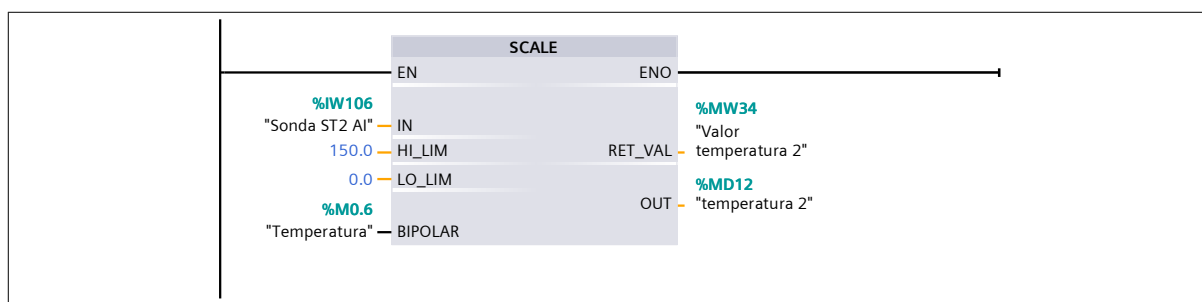 SCALE
EN ENO
%IW106
"Sonda ST2 AI" IN
150.0 HI_LIM
0.0 LO_LIM
%M0.6
"Temperatura" BIPOLAR
%MW34
"Valor
RET_VAL temperatura 2"
%MD12
OUT "temperatura 2"